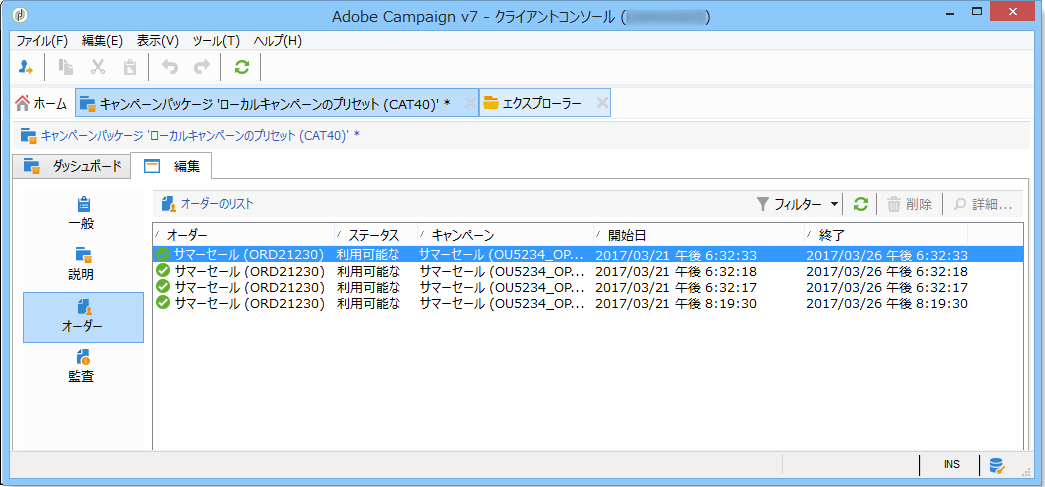 Adobe Campaign v7 - クライアントコンソール ( )
ファイル(F) 編集(E) 表示(V) ツール(T) ヘルプ(H)
ホーム キャンペーンパッケージ 'ローカルキャンペーンのプリセット (CAT40)' * エクスプローラー
キャンペーンパッケージ 'ローカルキャンペーンのプリセット (CAT40)' *
ダッシュボード 編集
一般
説明
オーダー
監査
オーダーのリスト フィルター 削除 詳細...
オーダー ステータス キャンペーン 開始日 終了
サマーセール (ORD21230) 利用可能な サマーセール (OU5234_OP... 2017/03/21 午後 6:32:33 2017/03/26 午後 6:32:33
サマーセール (ORD21230) 利用可能な サマーセール (OU5234_OP... 2017/03/21 午後 6:32:18 2017/03/26 午後 6:32:18
サマーセール (ORD21230) 利用可能な サマーセール (OU5234_OP... 2017/03/21 午後 6:32:17 2017/03/26 午後 6:32:17
サマーセール (ORD21230) 利用可能な サマーセール (OU5234_OP... 2017/03/21 午後 8:19:30 2017/03/26 午後 8:19:30
INS